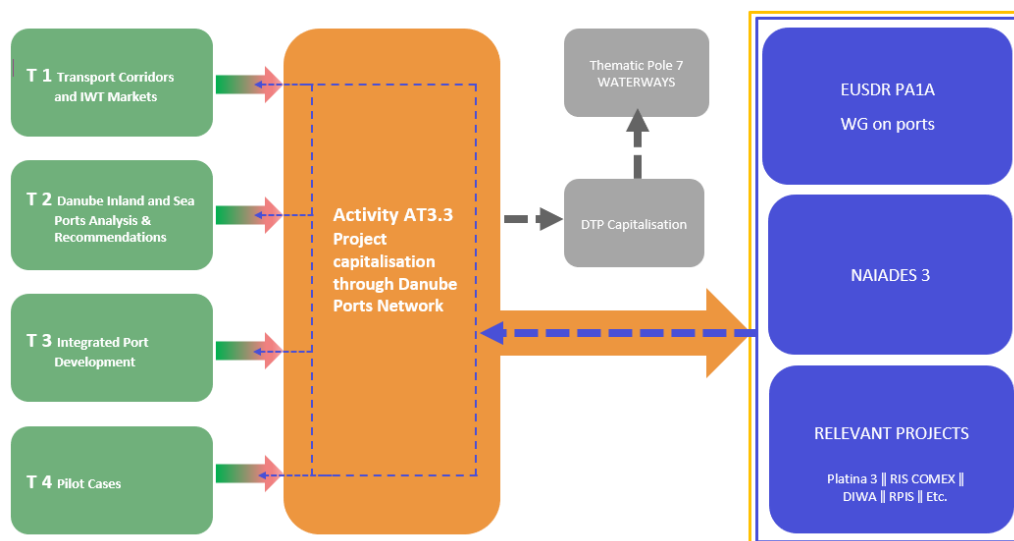 T 1 Transport Corridors
and IWT Markets
T 2 Danube Inland and Sea
Ports Analysis &
Recommendations
T 3 Integrated Port
Development
T 4 Pilot Cases
Activity AT3.3
Project
capitalisation
through Danube
Ports Network
Thematic Pole 7
WATERWAYS
DTP Capitalisation
EUSDR PA1A
WG on ports
NAIADES 3
RELEVANT PROJECTS
Platina 3 || RIS COMEX ||
DIWA || RPIS || Etc.